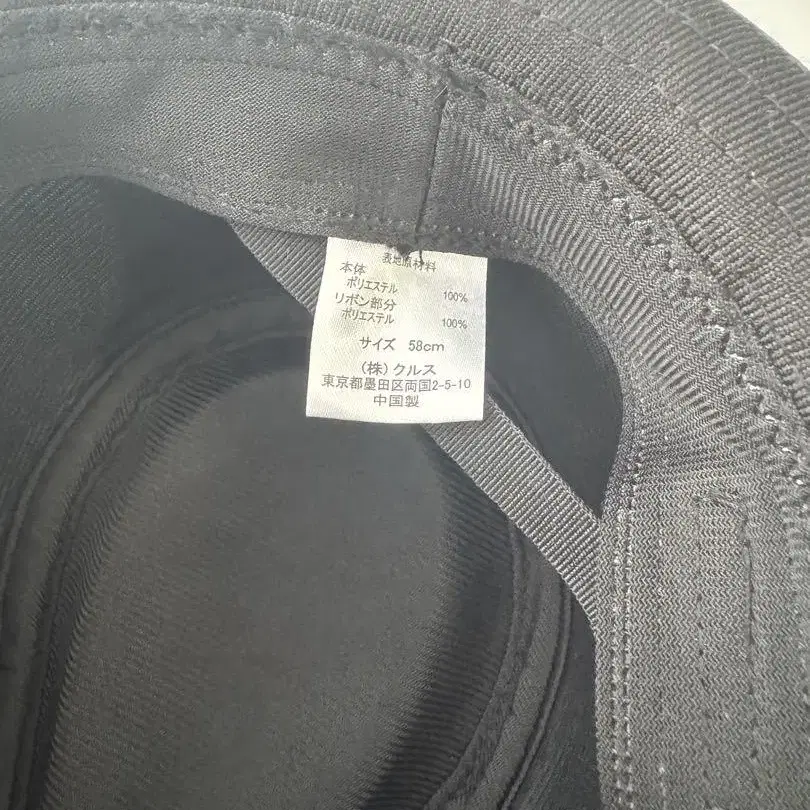 表地原材料
本体
ポリエステル 100%
リボン部分
ポリエステル 100%
サイズ 58cm
(株)クルス
東京都墨田区両国2-5-10
中国製